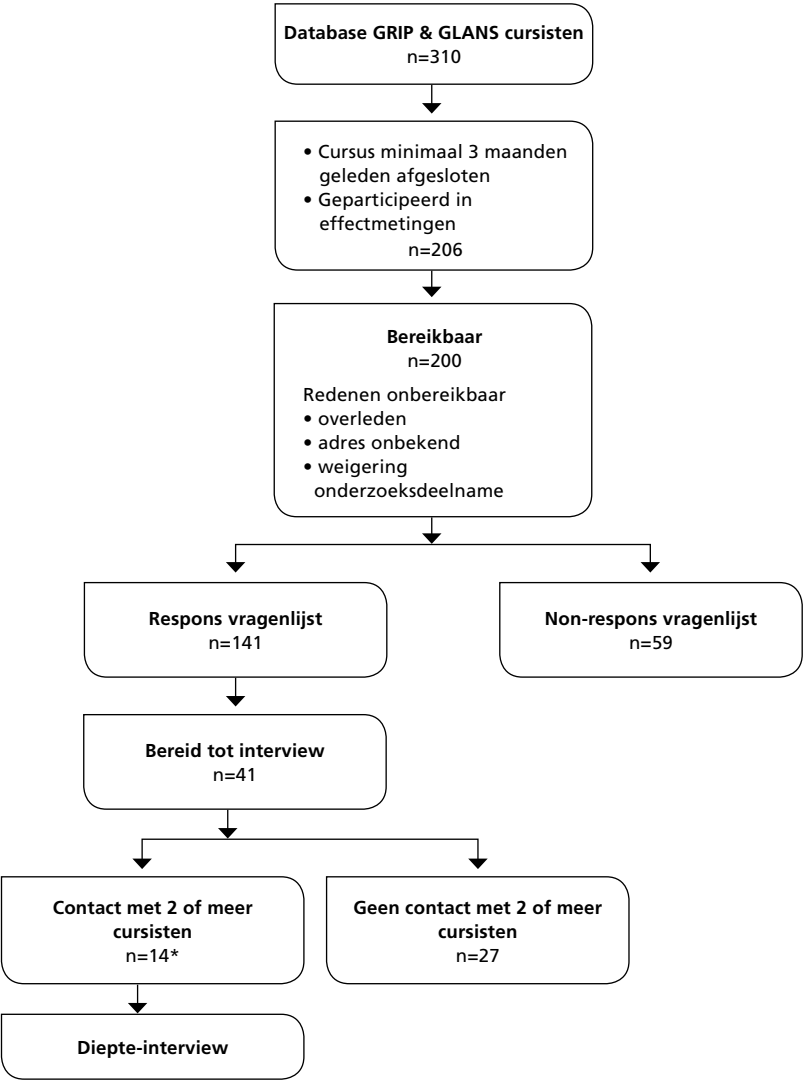 Database GRIP & GLANS cursisten
n=310
• Cursus minimaal 3 maanden
geleden afgesloten
• Geparticipeerd in
effectmetingen
n=206
Bereikbaar
n=200
Redenen onbereikbaar
• overleden
• adres onbekend
• weigering
onderzoeksdeelname
Respons vragenlijst
n=141
Non-respons vragenlijst
n=59
Bereid tot interview
n=41
Contact met 2 of meer
cursisten
n=14*
Geen contact met 2 of meer
cursisten
n=27
Diepte-interview